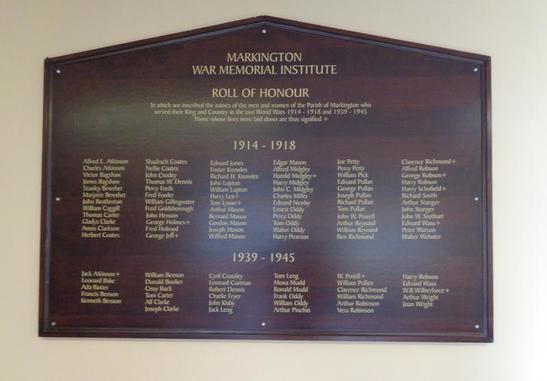 MARKINGTON
WAR MEMORIAL INSTITUTE
ROLL OF HONOUR
In which are inscribed the names of the men and women of the Parish of Markington who
served their King and Country in the two World Wars 1914 - 1918 and 1939 - 1945
Those whose lives were laid down are thus signified +
1914 - 1918
Alfred L. Atkinson
Charles Atkinson
Victor Bagshaw
James Bagshaw
Stanley Beasher
Marjorie Beasher
John Brotherton
William Caggill
Thomas Carter
Gladys Clarke
Amos Clarkson
Herbert Coates
Shadrach Coates
Nellie Coates
John Crosley
Thomas W. Dennis
Percy Forth
Fred Fowler
William Gillingwater
Fred Goldsborough
John Henson
George Holmes+
Fred Holroyd
George Jeff+
Edward Jones
Foster Knowles
Richard H. Knowles
John Lupton
William Lupton
Harry Lea+
Tom Lynas+
Arthur Mason
Bernard Mason
Gordon Mason
Joseph Mason
Wilfred Mason
Edgar Mason
Alfred Midgley
Harold Midgley+
Harry Midgley
John C. Midgley
Charles Miller
Edward Newby
Ernest Oddy
Percy Oddy
Tom Oddy
Walter Oddy
Harry Pearson
Joe Petty
Percy Petty
William Pick
Edward Pullan
George Pullan
Joseph Pullan
Richard Pullan
Tom Pullan
John W. Powell
Arthur Reynard
William Reynard
Ben Richmond
Clarence Richmond+
Alfred Robson
George Robson+
Harry Robson
Harry Schofield+
Richard Smith
Arthur Stanger
John Stanger
John W. Stothart
Edward Wass+
Peter Watson
Walter Webster
1939 - 1945
Jack Atkinson+
Leonard Bake
Ada Baxter
Francis Benson
Kenneth Benson
William Benson
Donald Booker
Cissy Buck
Tom Carter
Alf Clarke
Joseph Clarke
Cyril Crossley
Leonard Cureton
Robert Dennis
Charlie Fryer
John Kirby
Jack Leng
Tom Leng
Mona Mudd
Ronald Mudd
Frank Oddy
William Oddy
Arthur Pinchin
W. Powell+
William Pullen
Clarence Richmond
William Richmond
Arthur Robinson
Vera Robinson
Harry Robson
Edward Wass
W.B. Wilberforce+
Arthur Wright
Joan Wright